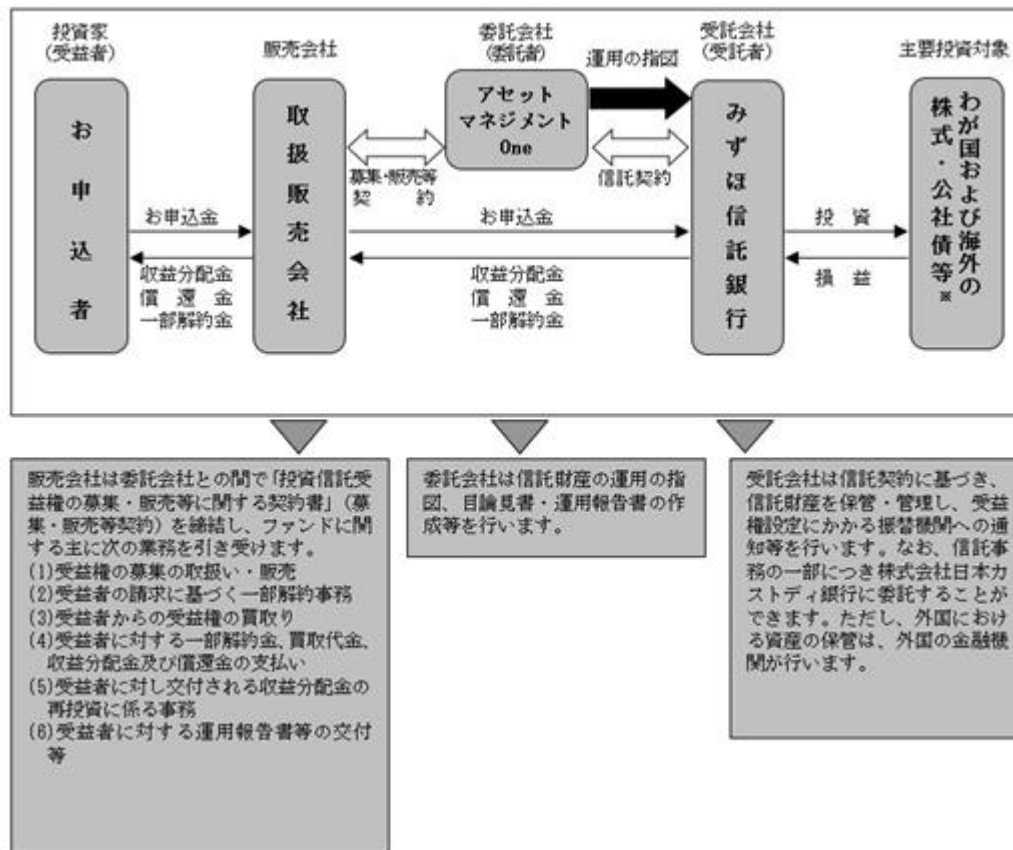 投資家
(受益者)
販売会社
委託会社
(委託者)
運用の指図
受託会社
(受託者)
主要投資対象
お申込者
取扱販売会社
アセット
マネジメント
One
みずほ信託銀行
わが国および海外の
株式・公社債等※
募集・販売等
契 約
信託契約
お申込金
お申込金
投 資
収益分配金
償 還 金
一部解約金
収益分配金
償 還 金
一部解約金
損 益
販売会社は委託会社との間で「投資信託受
益権の募集・販売等に関する契約書」(募
集・販売等契約)を締結し、ファンドに関
する主に次の業務を引き受けます。
(1)受益権の募集の取扱い・販売
(2)受益者の請求に基づく一部解約事務
(3)受益者からの受益権の買取り
(4)受益者に対する一部解約金、買取代金、
収益分配金及び償還金の支払い
(5)受益者に対し交付される収益分配金の
再投資に係る事務
(6)受益者に対する運用報告書等の交付
等
委託会社は信託財産の運用の指
図、目論見書・運用報告書の作
成等を行います。
受託会社は信託契約に基づき、
信託財産を保管・管理し、受益
権設定にかかる振替機関への通
知等を行います。なお、信託事
務の一部につき株式会社日本カ
ストディ銀行に委託することが
できます。ただし、外国におけ
る資産の保管は、外国の金融機
関が行います。